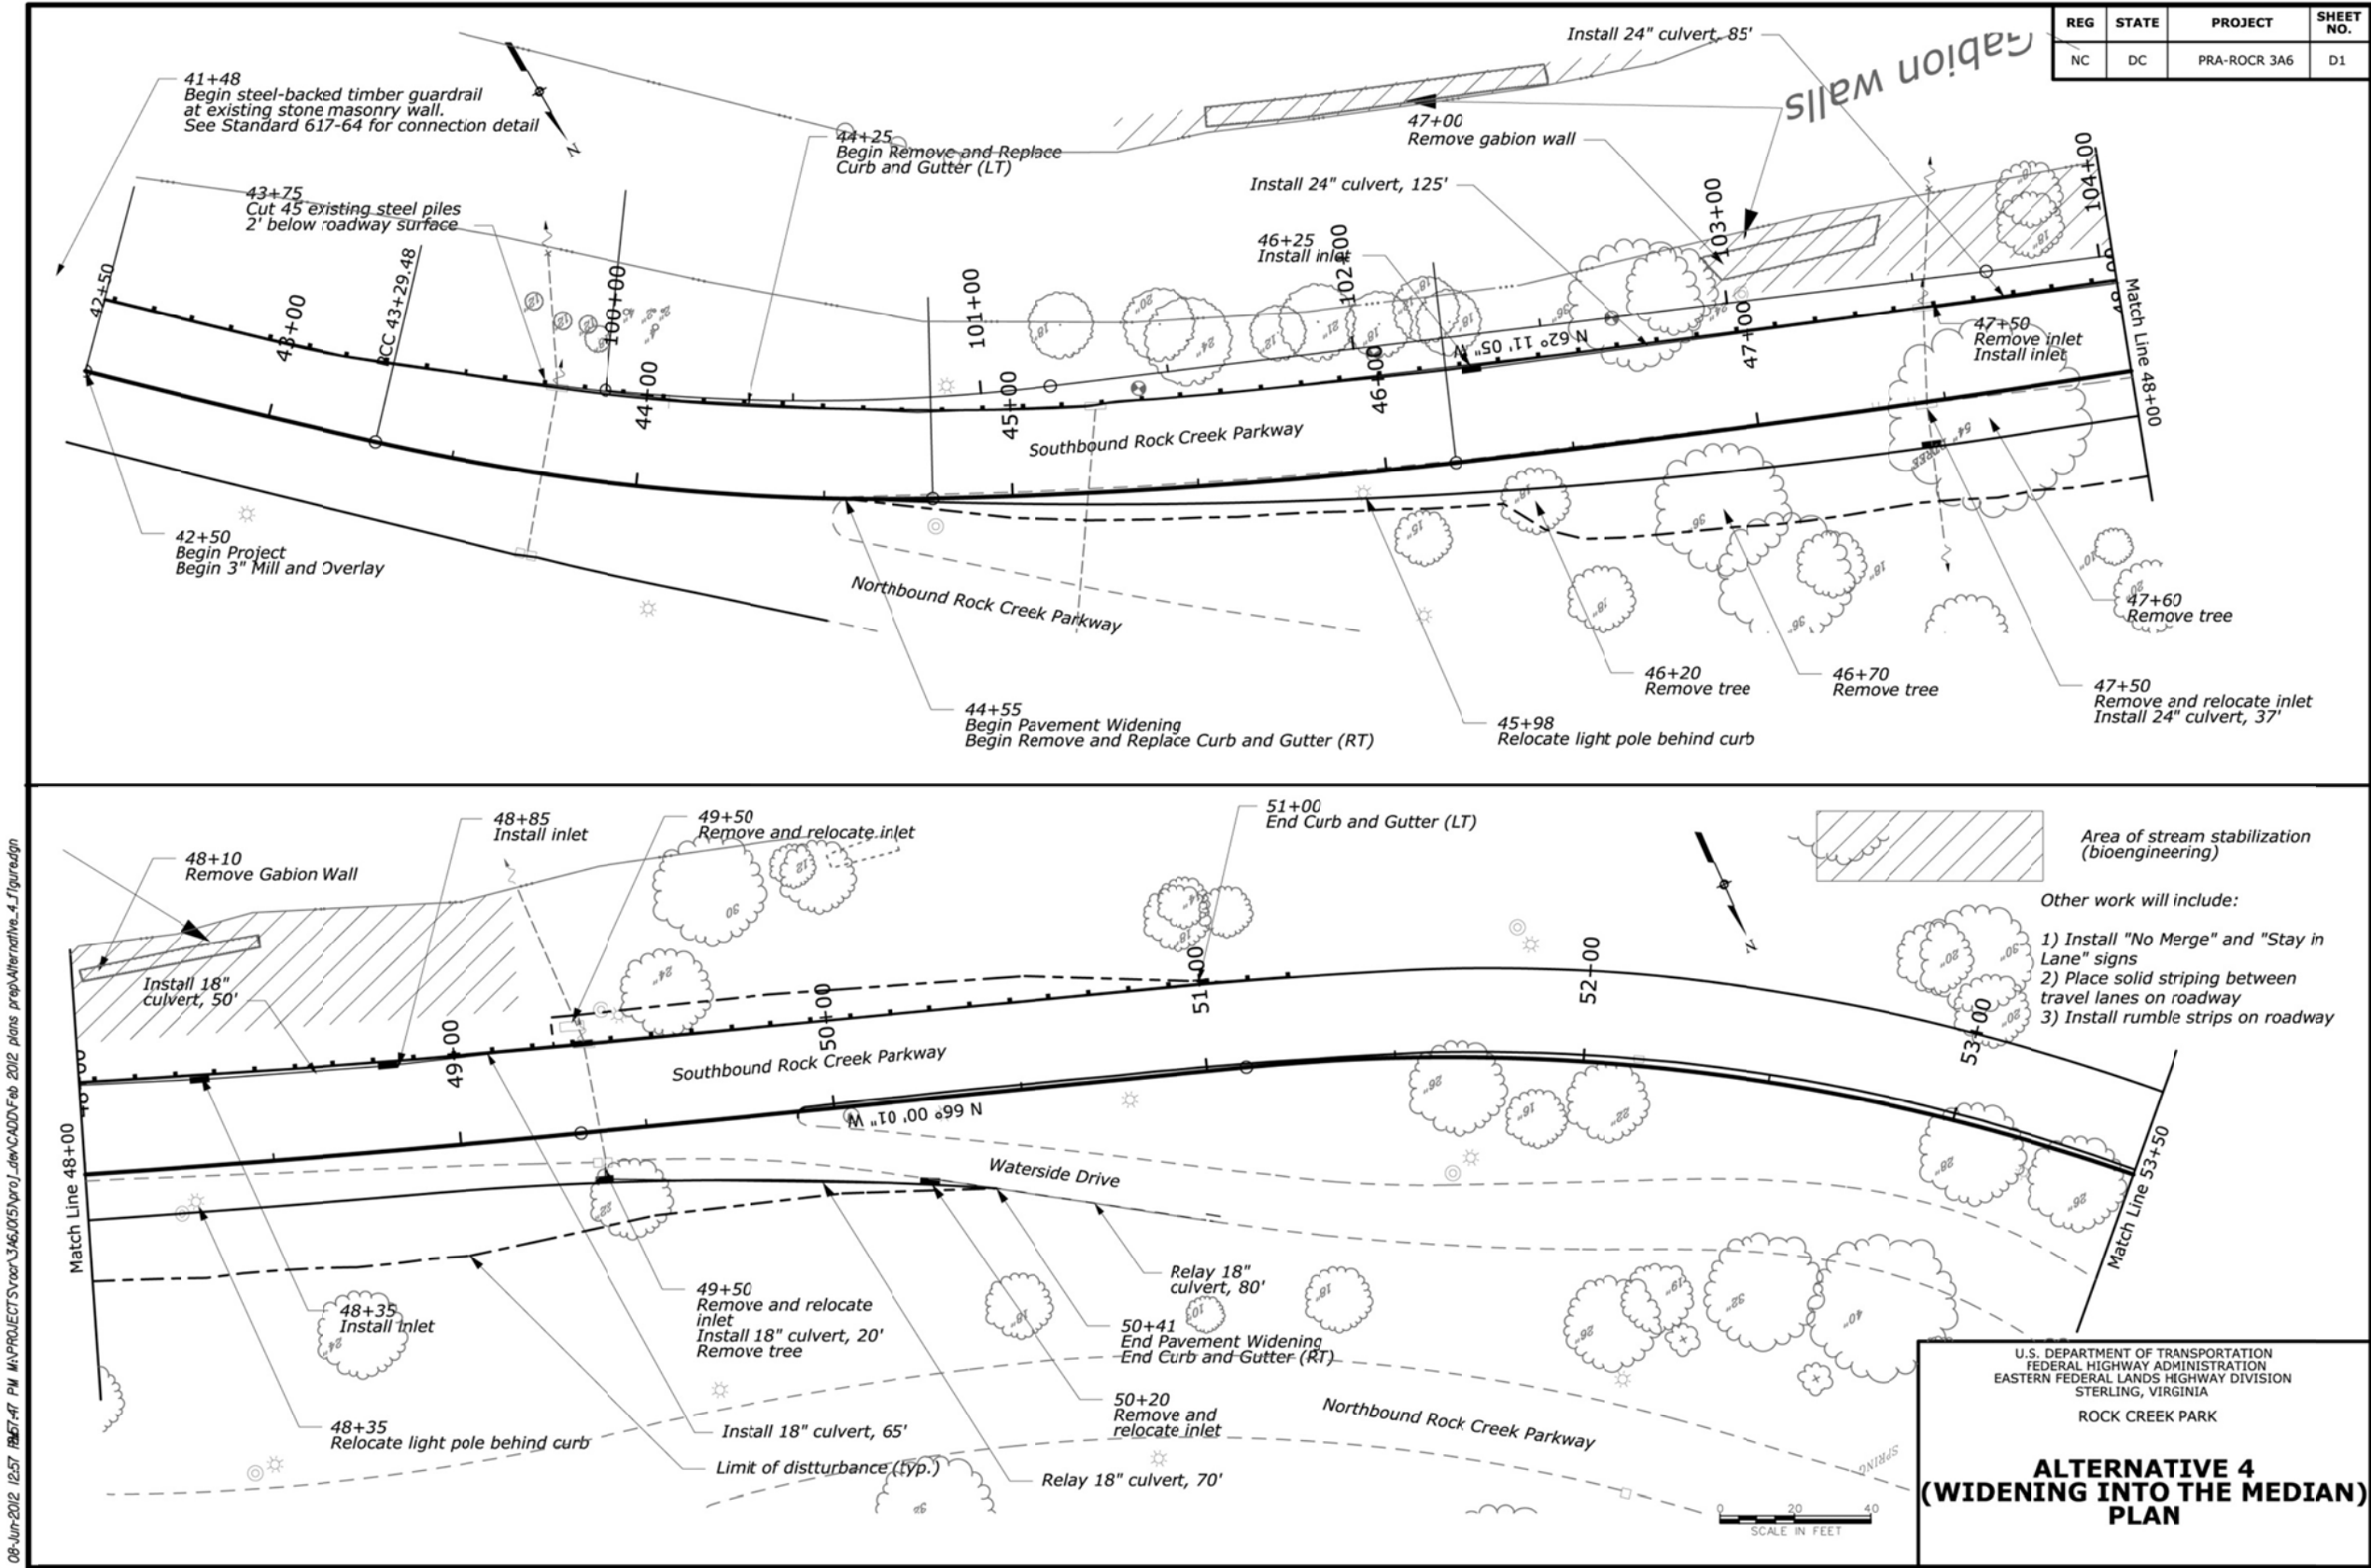 REG STATE PROJECT SHEET NO.
NC DC PRA-ROCR 3A6 D1
Install 24" culvert, 85'
Gabion walls
41+48
Begin steel-backed timber guardrail
at existing stone masonry wall.
See Standard 617-64 for connection detail
N
44+25
Begin Remove and Replace
Curb and Gutter (LT)
47+00
Remove gabion wall
Install 24" culvert, 125'
43+75
Cut 45 existing steel piles
2' below roadway surface
46+25
Install inlet
42+50
43+00
PCC 43+29.48
100+00
44+00
101+00
45+00
102+00
46+00
N 62° 11' 05" W
103+00
47+00
104+00
Match Line 48+00
47+50
Remove inlet
Install inlet
Southbound Rock Creek Parkway
Northbound Rock Creek Parkway
42+50
Begin Project
Begin 3" Mill and Overlay
44+55
Begin Pavement Widening
Begin Remove and Replace Curb and Gutter (RT)
45+98
Relocate light pole behind curb
46+20
Remove tree
46+70
Remove tree
47+60
Remove tree
47+50
Remove and relocate inlet
Install 24" culvert, 37'
48+10
Remove Gabion Wall
48+85
Install inlet
49+50
Remove and relocate inlet
51+00
End Curb and Gutter (LT)
Area of stream stabilization
(bioengineering)
Other work will include:
1) Install "No Merge" and "Stay in
Lane" signs
2) Place solid striping between
travel lanes on roadway
3) Install rumble strips on roadway
Install 18"
culvert, 50'
49+00
50+00
51+00
52+00
53+00
Southbound Rock Creek Parkway
N 66° 00' 01" W
Waterside Drive
Match Line 48+00
Match Line 53+50
48+35
Install inlet
48+35
Relocate light pole behind curb
49+50
Remove and relocate
inlet
Install 18" culvert, 20'
Remove tree
Install 18" culvert, 65'
Limit of distturbance (typ.)
Relay 18"
culvert, 80'
50+41
End Pavement Widening
End Curb and Gutter (RT)
50+20
Remove and
relocate inlet
Relay 18" culvert, 70'
Northbound Rock Creek Parkway
SPRING
0 20 40
SCALE IN FEET
U.S. DEPARTMENT OF TRANSPORTATION
FEDERAL HIGHWAY ADMINISTRATION
EASTERN FEDERAL LANDS HIGHWAY DIVISION
STERLING, VIRGINIA
ROCK CREEK PARK
ALTERNATIVE 4
(WIDENING INTO THE MEDIAN)
PLAN
08-Jun-2012 12:57